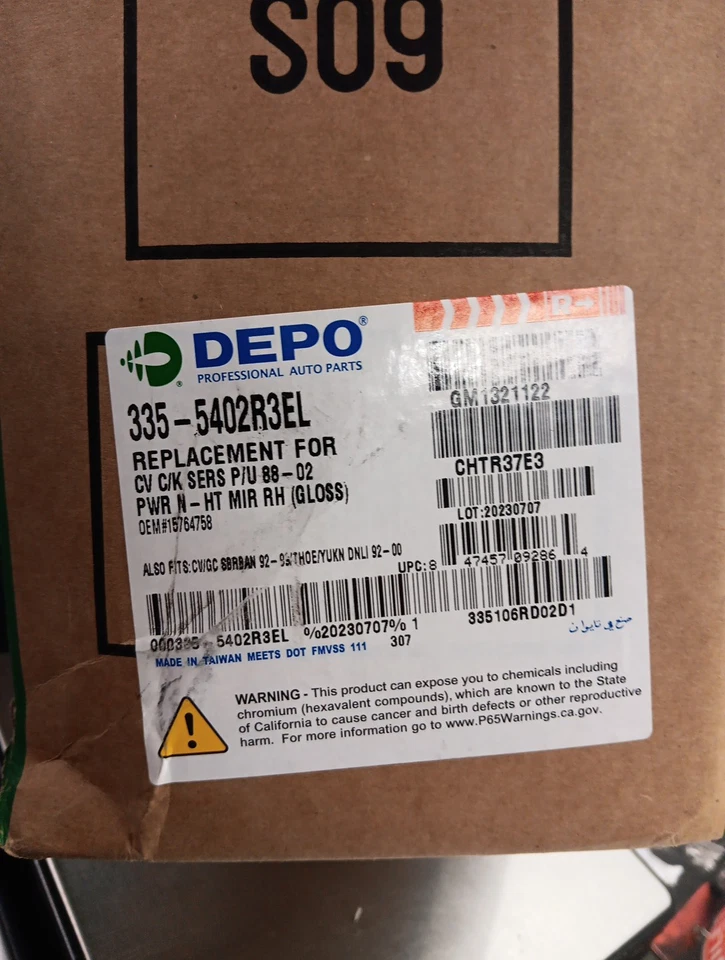 S09
DEPO®
PROFESSIONAL AUTO PARTS
R-
335-5402R3EL
REPLACEMENT FOR
CV C/K SERS P/U 88-02
PWR N-HT MIR RH (GLOSS)
OEM#15764758
GM1321122
CHTR37E3
LOT:20230707
ALSO FITS:CV/GC SBRBAN 92-99/THOE/YUKN DNLI 92-00
UPC:8 47457 09286 4
000335-5402R3EL %20230707% 1
335106RD02D1
MADE IN TAIWAN MEETS DOT FMVSS 111 307
صنع في تايوان
WARNING - This product can expose you to chemicals including
chromium (hexavalent compounds), which are known to the State
of California to cause cancer and birth defects or other reproductive
harm. For more information go to www.P65Warnings.ca.gov.